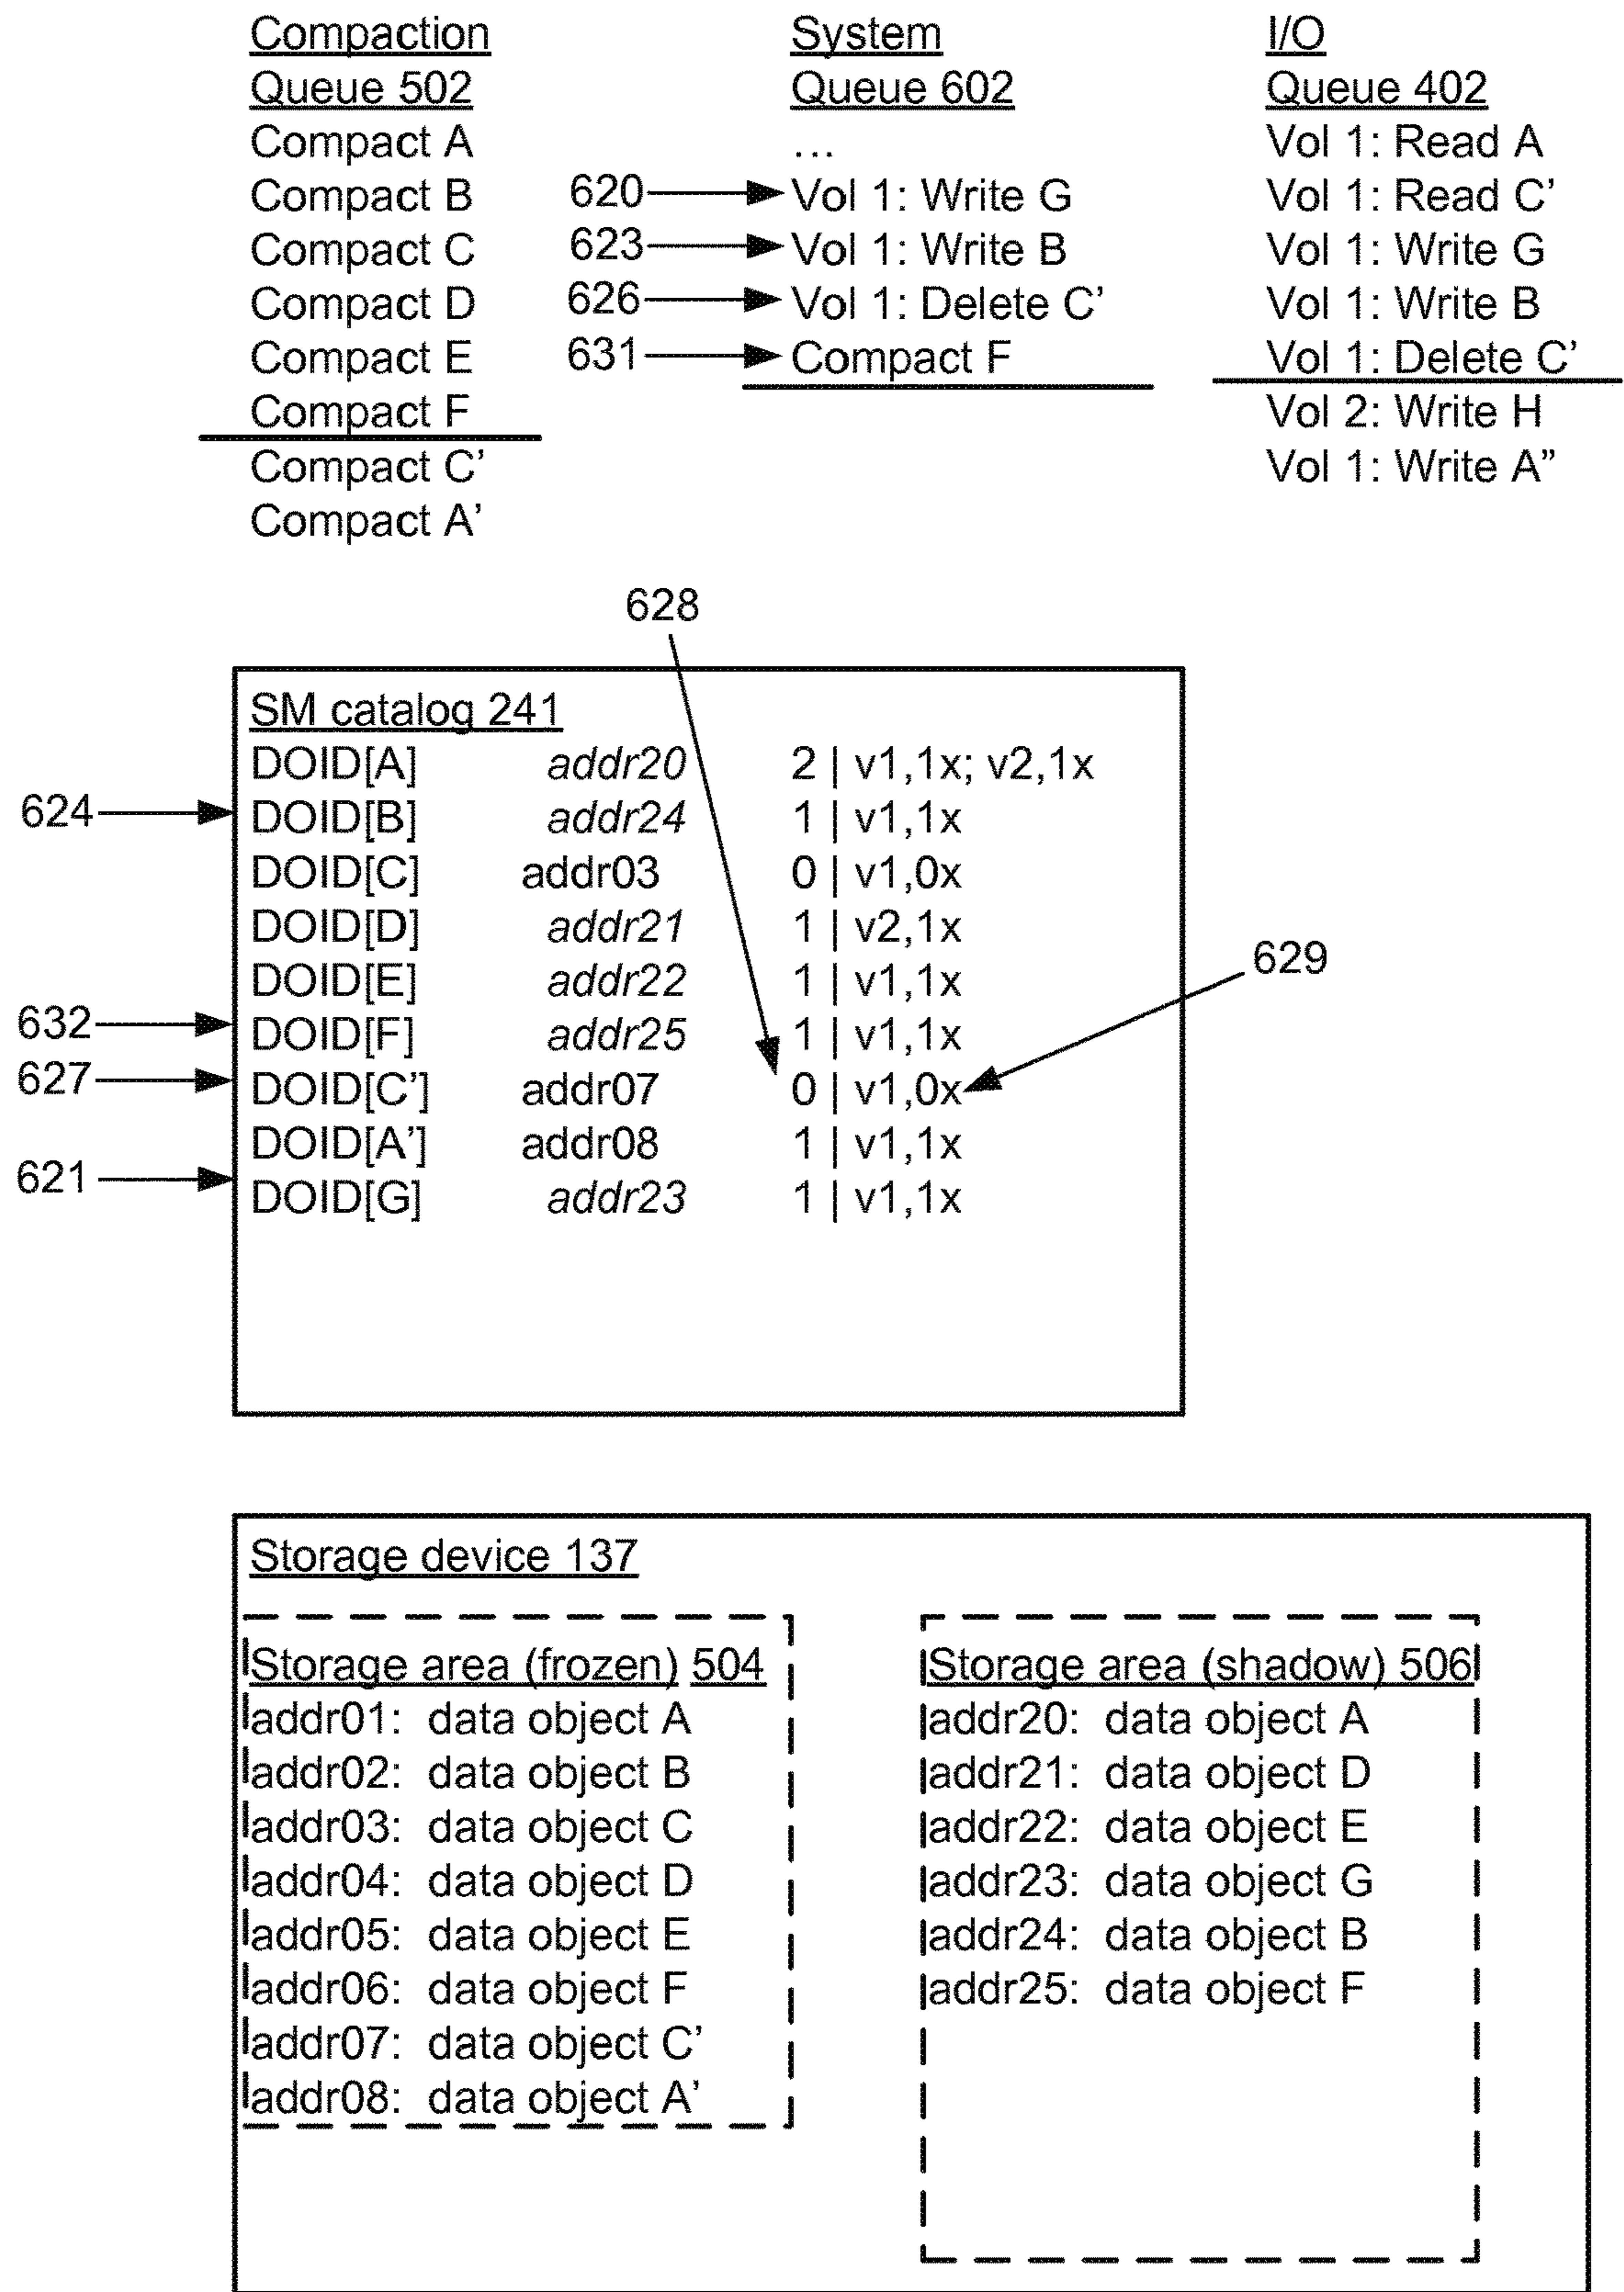 Compaction System I/O
Queue 502 Queue 602 Queue 402
Compact A … Vol 1: Read A
Compact B 620 Vol 1: Write G Vol 1: Read C’
Compact C 623 Vol 1: Write B Vol 1: Write G
Compact D 626 Vol 1: Delete C’ Vol 1: Write B
Compact E 631 Compact F Vol 1: Delete C’
Compact F Vol 2: Write H
Compact C’ Vol 1: Write A”
Compact A’
628
SM catalog 241
DOID[A] addr20 2 | v1,1x; v2,1x
624 DOID[B] addr24 1 | v1,1x
DOID[C] addr03 0 | v1,0x
DOID[D] addr21 1 | v2,1x
DOID[E] addr22 1 | v1,1x 629
632 DOID[F] addr25 1 | v1,1x
627 DOID[C’] addr07 0 | v1,0x
DOID[A’] addr08 1 | v1,1x
621 DOID[G] addr23 1 | v1,1x
Storage device 137
Storage area (frozen) 504 Storage area (shadow) 506
addr01: data object A addr20: data object A
addr02: data object B addr21: data object D
addr03: data object C addr22: data object E
addr04: data object D addr23: data object G
addr05: data object E addr24: data object B
addr06: data object F addr25: data object F
addr07: data object C’
addr08: data object A’